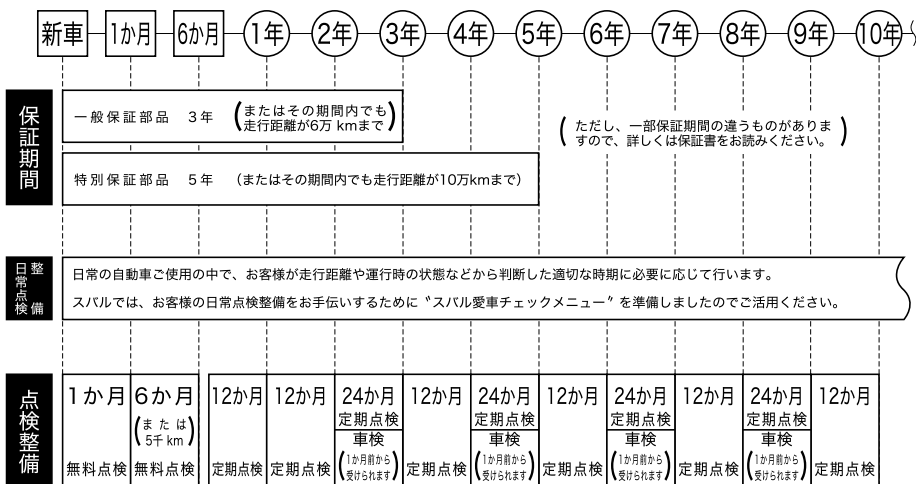 新車 1か月 6か月 1年 2年 3年 4年 5年 6年 7年 8年 9年 10年
保証期間
一般保証部品 3年 (またはその期間内でも
走行距離が6万kmまで)
(ただし、一部保証期間の違うものがありま
すので、詳しくは保証書をお読みください。)
特別保証部品 5年 (またはその期間内でも走行距離が10万kmまで)
日常点検整備
日常の自動車ご使用の中で、お客様が走行距離や運行時の状態などから判断した適切な時期に必要に応じて行います。
スバルでは、お客様の日常点検整備をお手伝いするために〝スバル愛車チェックメニュー〞を準備しましたのでご活用ください。
点検整備
1か月
無料点検
6か月
(または
5千km)
無料点検
12か月
定期点検
12か月
定期点検
24か月
定期点検
車検
(1か月前から
受けられます)
12か月
定期点検
24か月
定期点検
車検
(1か月前から
受けられます)
12か月
定期点検
24か月
定期点検
車検
(1か月前から
受けられます)
12か月
定期点検
24か月
定期点検
車検
(1か月前から
受けられます)
12か月
定期点検